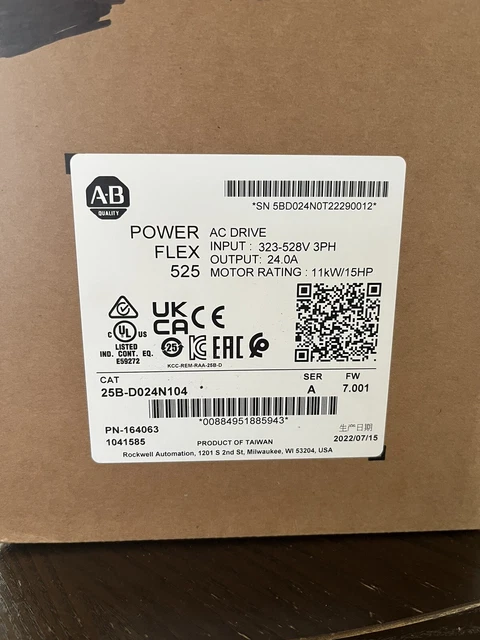 A-B
QUALITY
*SN 5BD024N0T22290012*
POWER
FLEX
525
AC DRIVE
INPUT : 323-528V 3PH
OUTPUT: 24.0A
MOTOR RATING : 11kW/15HP
C UL US
LISTED
IND. CONT. EQ.
E59272
UK
CA
CE
25
EAC
KCC-REM-RAA-25B-D
CAT
25B-D024N104
SER
A
FW
7.001
*00884951885943*
PN-164063
1041585
PRODUCT OF TAIWAN
生产日期
2022/07/15
Rockwell Automation, 1201 S 2nd St, Milwaukee, WI 53204, USA